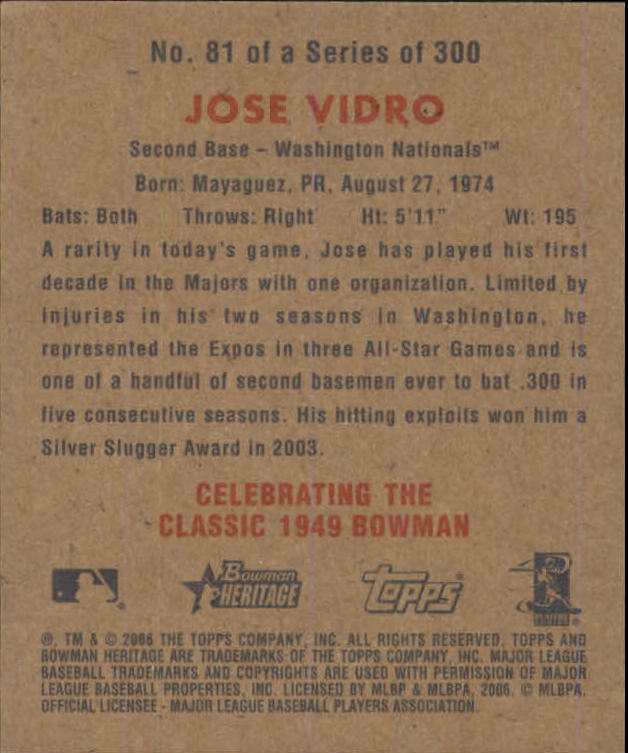 No. 81 of a Series of 300
JOSE VIDRO
Second Base – Washington Nationals™
Born: Mayaguez, PR, August 27, 1974
Bats: Both Throws: Right Ht: 5'11" Wt: 195
A rarity in today's game, Jose has played his first
decade in the Majors with one organization. Limited by
injuries in his two seasons in Washington, he
represented the Expos in three All-Star Games and is
one of a handful of second basemen ever to bat .300 in
five consecutive seasons. His hitting exploits won him a
Silver Slugger Award in 2003.
CELEBRATING THE
CLASSIC 1949 BOWMAN
Bowman
HERITAGE
topps
®, TM & © 2006 THE TOPPS COMPANY, INC. ALL RIGHTS RESERVED. TOPPS AND
BOWMAN HERITAGE ARE TRADEMARKS OF THE TOPPS COMPANY, INC. MAJOR LEAGUE
BASEBALL TRADEMARKS AND COPYRIGHTS ARE USED WITH PERMISSION OF MAJOR
LEAGUE BASEBALL PROPERTIES, INC. LICENSED BY MLBP & MLBPA, 2006. © MLBPA.
OFFICIAL LICENSEE - MAJOR LEAGUE BASEBALL PLAYERS ASSOCIATION.